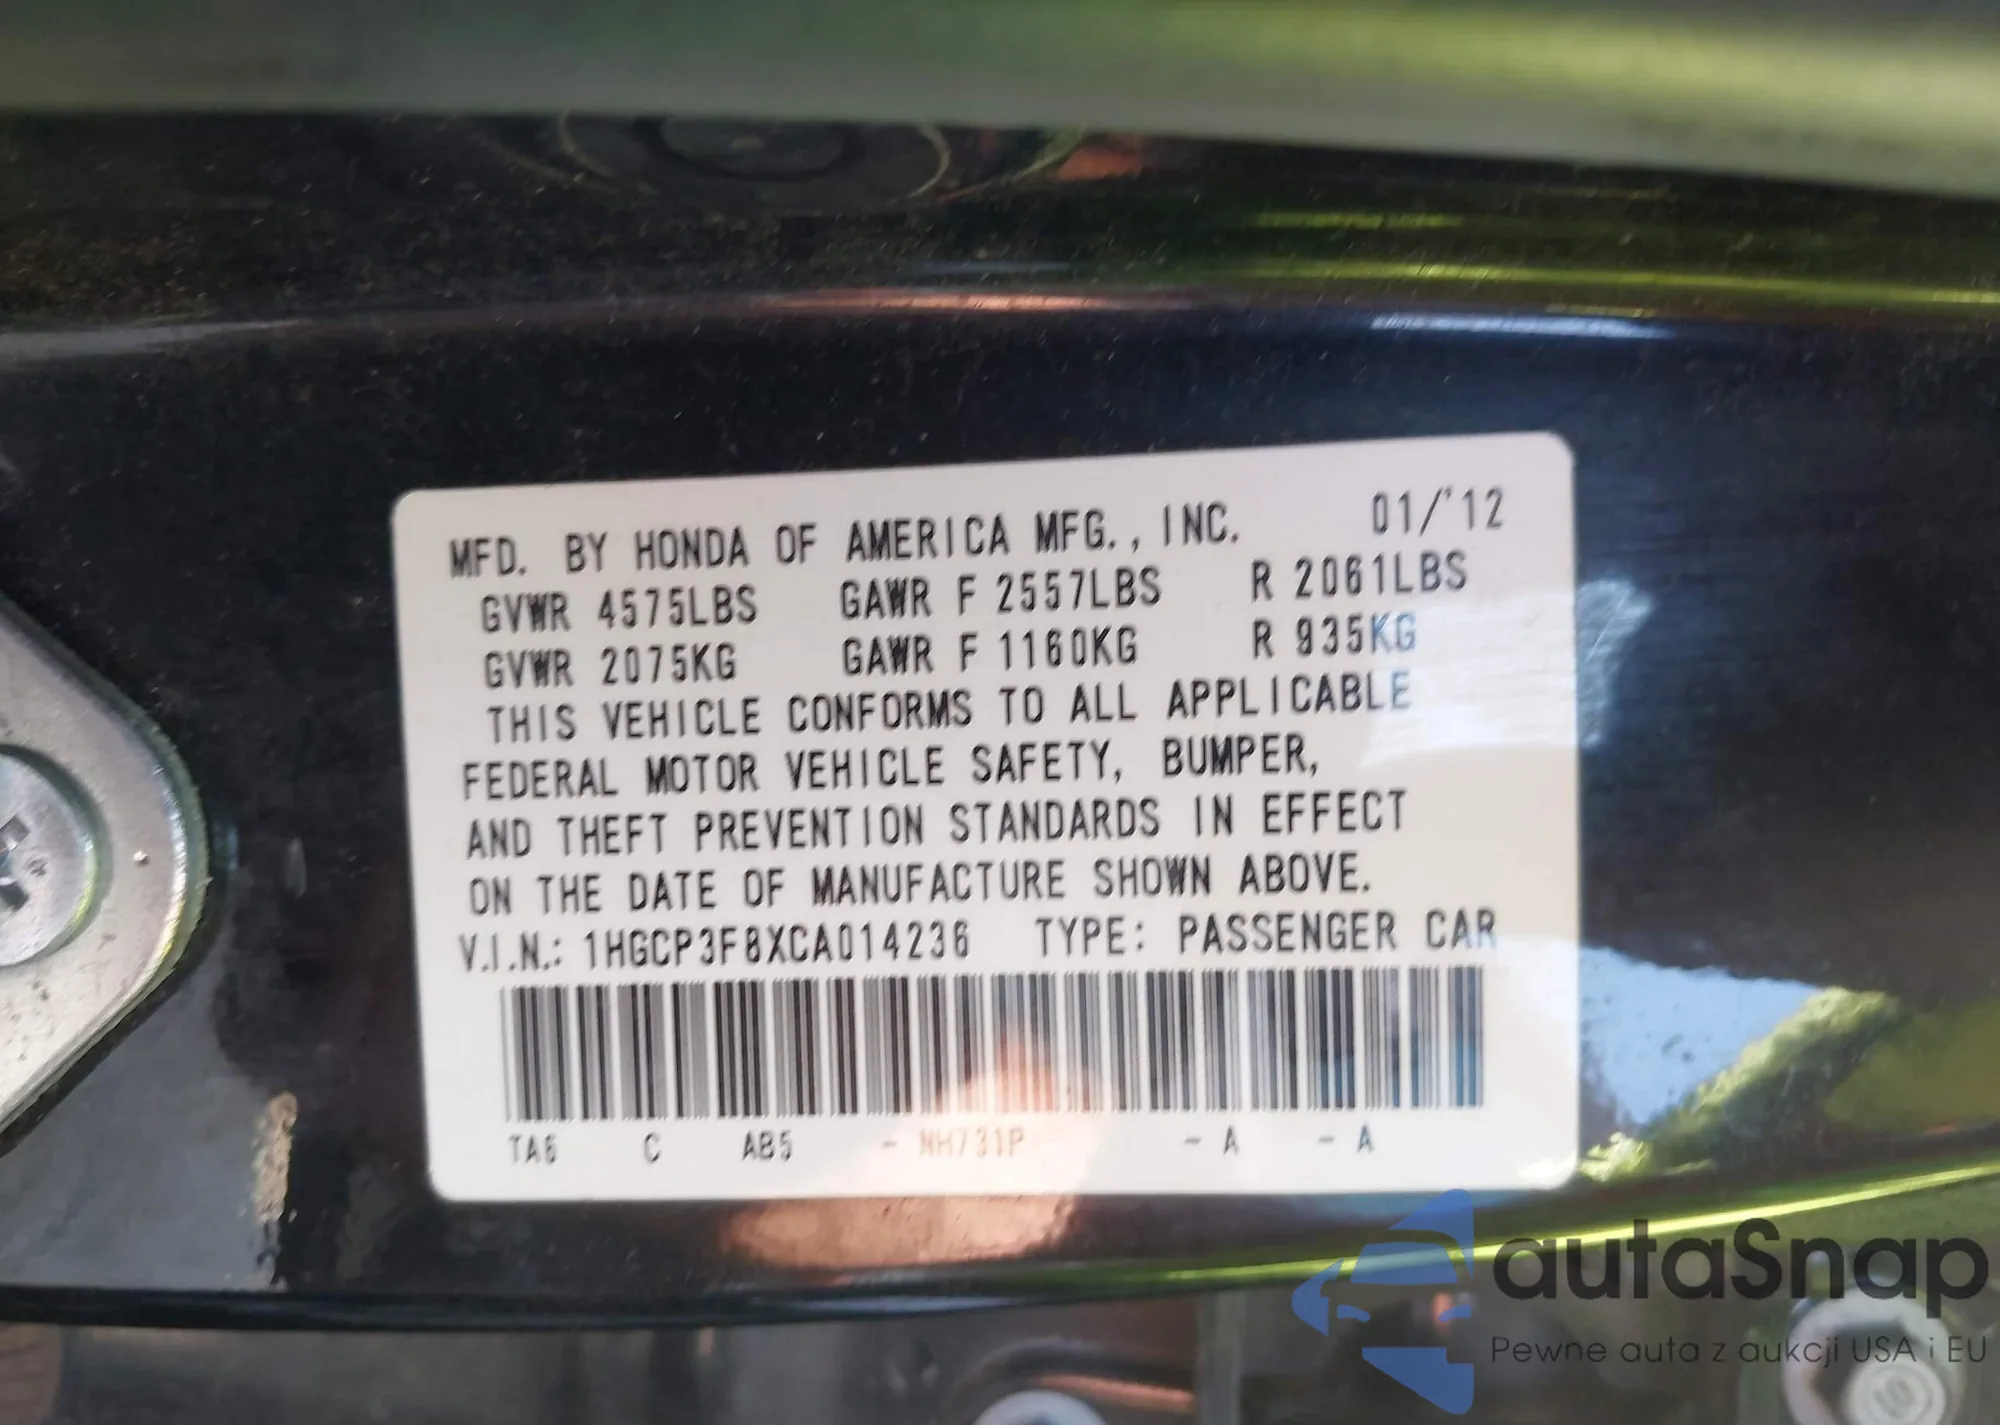 MFD. BY HONDA OF AMERICA MFG., INC. 01/'12
GVWR 4575LBS GAWR F 2557LBS R 2061LBS
GVWR 2075KG GAWR F 1160KG R 935KG
THIS VEHICLE CONFORMS TO ALL APPLICABLE
FEDERAL MOTOR VEHICLE SAFETY, BUMPER,
AND THEFT PREVENTION STANDARDS IN EFFECT
ON THE DATE OF MANUFACTURE SHOWN ABOVE.
V.I.N.: 1HGCP3F8XCA014236 TYPE: PASSENGER CAR
TA6 C AB5 - NH731P - A - A
autaSnap
Pewne auta z aukcji USA i EU